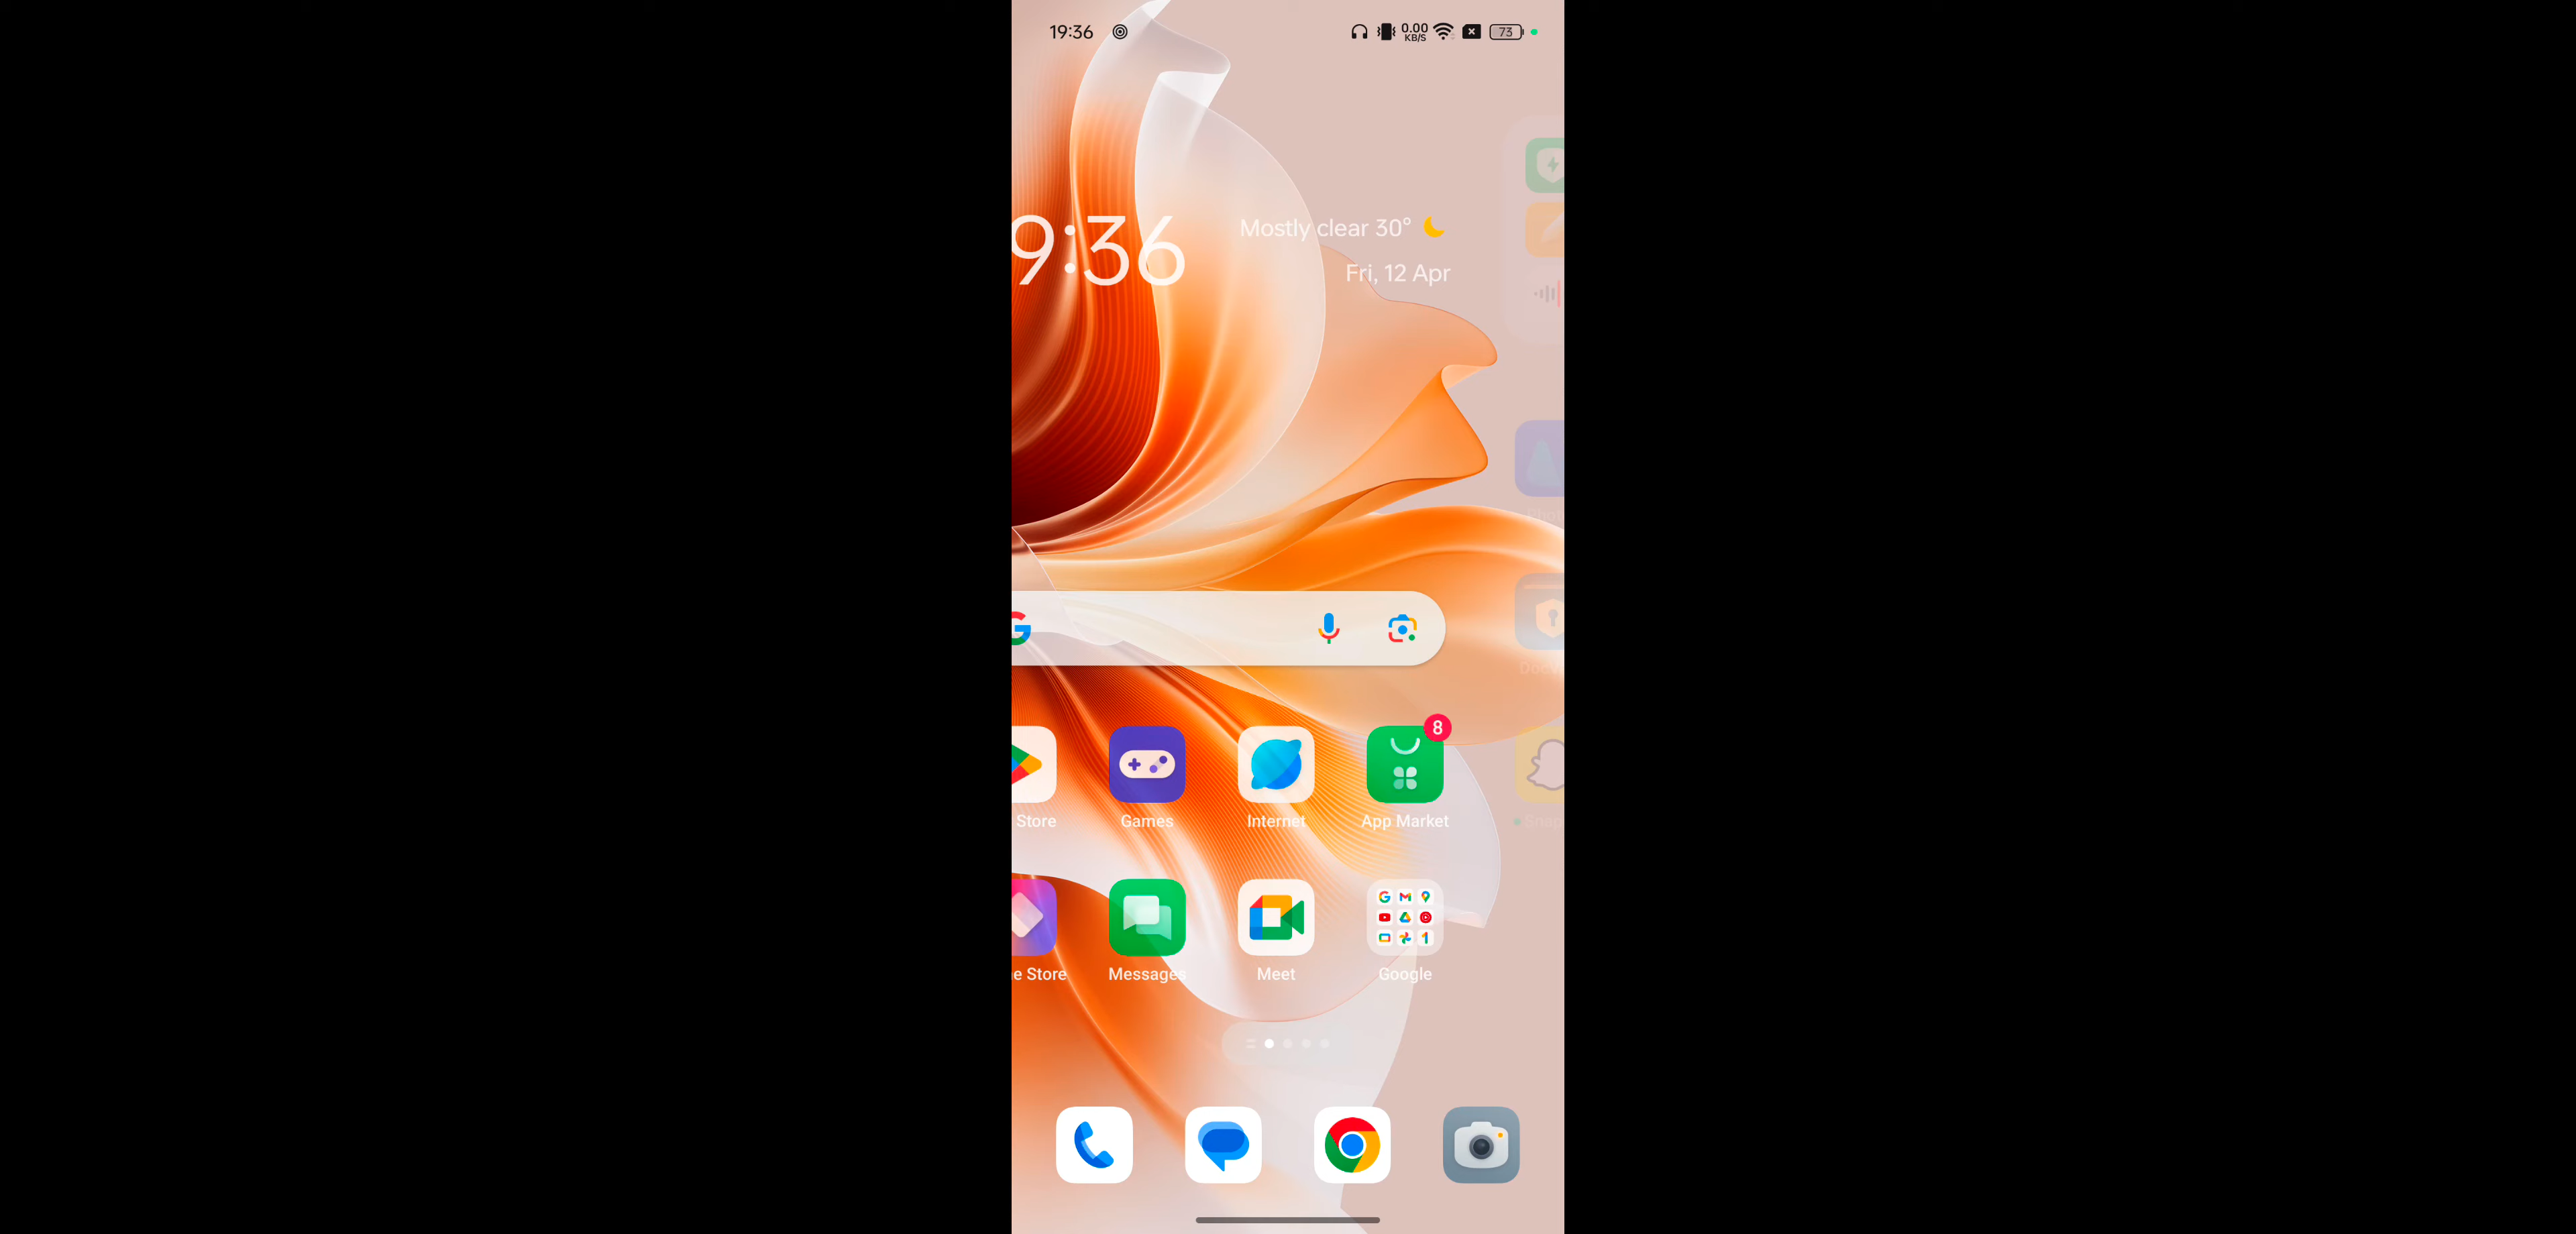 19:36
0.00
KB/S
73
9:36
Mostly clear 30°
Fri, 12 Apr
8
Store
Games
Internet
App Market
e Store
Messages
Meet
Google